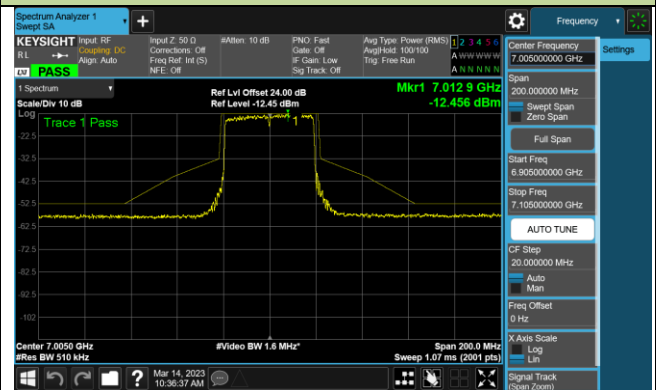 Spectrum Analyzer 1
Swept SA
Frequency
KEYSIGHT
Input: RF
Coupling: DC
Align: Auto
Input Z: 50 Ω
Corrections: Off
Freq Ref: Int (S)
NFE: Off
#Atten: 10 dB
PNO: Fast
Gate: Off
IF Gain: Low
Sig Track: Off
Avg Type: Power (RMS)
Avg|Hold: 100/100
Trig: Free Run
1 2 3 4 5 6
A W W W W W
A N N N N N
R L
LXI PASS
1 Spectrum
Scale/Div 10 dB
Ref Lvl Offset 24.00 dB
Ref Level -12.45 dBm
Mkr1 7.012 9 GHz
-12.456 dBm
Log
Trace 1 Pass
1
-22.5
-32.5
-42.5
-52.5
-62.5
-72.5
-82.5
-92.5
-102
Center 7.0050 GHz
#Res BW 510 kHz
#Video BW 1.6 MHz*
Span 200.0 MHz
Sweep 1.07 ms (2001 pts)
Mar 14, 2023
10:36:37 AM
Center Frequency
7.005000000 GHz
Settings
Span
200.000000 MHz
Swept Span
Zero Span
Full Span
Start Freq
6.905000000 GHz
Stop Freq
7.105000000 GHz
AUTO TUNE
CF Step
20.000000 MHz
Auto
Man
Freq Offset
0 Hz
X Axis Scale
Log
Lin
Signal Track
(Span Zoom)